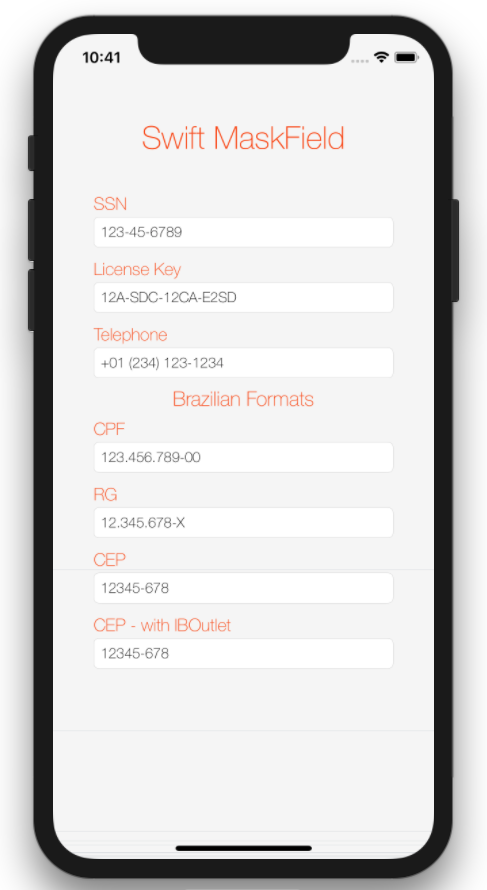 10:41
Swift MaskField
SSN
123-45-6789
License Key
12A-SDC-12CA-E2SD
Telephone
+01 (234) 123-1234
Brazilian Formats
CPF
123.456.789-00
RG
12.345.678-X
CEP
12345-678
CEP - with IBOutlet
12345-678